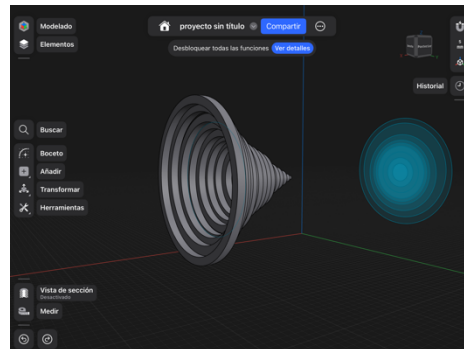 Modelado
Elementos
proyecto sin título
Compartir
Desbloquear todas las funciones
Ver detalles
Historial
Buscar
Boceto
Añadir
Transformar
Herramientas
Vista de sección
Desactivado
Medir